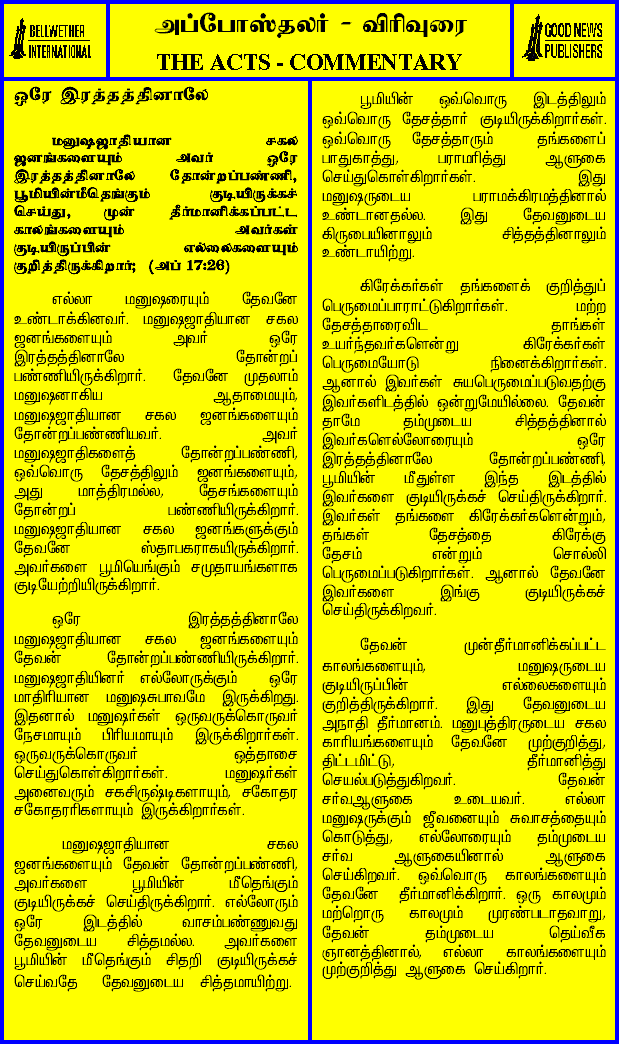 BELLWETHER
INTERNATIONAL
அப்போஸ்தலர் - விரிவுரை
THE ACTS - COMMENTARY
GOOD NEWS
PUBLISHERS
ஒரே இரத்தத்தினாலே
மனுஷஜாதியான சகல
ஜனங்களையும் அவர் ஒரே
இரத்தத்தினாலே தோன்றப்பண்ணி,
பூமியின்மீதெங்கும் குடியிருக்கச்
செய்து, முன் தீர்மானிக்கப்பட்ட
காலங்களையும் அவர்கள்
குடியிருப்பின் எல்லைகளையும்
குறித்திருக்கிறார்; (அப் 17:26)
எல்லா மனுஷரையும் தேவனே
உண்டாக்கினவர். மனுஷஜாதியான சகல
ஜனங்களையும் அவர் ஒரே
இரத்தத்தினாலே தோன்றப்
பண்ணியிருக்கிறார். தேவனே முதலாம்
மனுஷனாகிய ஆதாமையும்,
மனுஷஜாதியான சகல ஜனங்களையும்
தோன்றப்பண்ணியவர். அவர்
மனுஷஜாதிகளைத் தோன்றப்பண்ணி,
ஒவ்வொரு தேசத்திலும் ஜனங்களையும்,
அது மாத்திரமல்ல, தேசங்களையும்
தோன்றப் பண்ணியிருக்கிறார்.
மனுஷஜாதியான சகல ஜனங்களுக்கும்
தேவனே ஸ்தாபகராகயிருக்கிறார்.
அவர்களை பூமியெங்கும் சமுதாயங்களாக
குடியேற்றியிருக்கிறார்.
ஒரே இரத்தத்தினாலே
மனுஷஜாதியான சகல ஜனங்களையும்
தேவன் தோன்றப்பண்ணியிருக்கிறார்.
மனுஷஜாதியினர் எல்லோருக்கும் ஒரே
மாதிரியான மனுஷசுபாவமே இருக்கிறது.
இதனால் மனுஷர்கள் ஒருவருக்கொருவர்
நேசமாயும் பிரியமாயும் இருக்கிறார்கள்.
ஒருவருக்கொருவர் ஒத்தாசை
செய்துகொள்கிறார்கள். மனுஷர்கள்
அனைவரும் சகசிருஷ்டிகளாயும், சகோதர
சகோதரரிகளாயும் இருக்கிறார்கள்.
மனுஷஜாதியான சகல
ஜனங்களையும் தேவன் தோன்றப்பண்ணி,
அவர்களை பூமியின் மீதெங்கும்
குடியிருக்கச் செய்திருக்கிறார். எல்லோரும்
ஒரே இடத்தில் வாசம்பண்ணுவது
தேவனுடைய சித்தமல்ல. அவர்களை
பூமியின் மீதெங்கும் சிதறி குடியிருக்கச்
செய்வதே தேவனுடைய சித்தமாயிற்று.
பூமியின் ஒவ்வொரு இடத்திலும்
ஒவ்வொரு தேசத்தார் குடியிருக்கிறார்கள்.
ஒவ்வொரு தேசத்தாரும் தங்களைப்
பாதுகாத்து, பராமரித்து ஆளுகை
செய்துகொள்கிறார்கள். இது
மனுஷருடைய பராமக்கிரமத்தினால்
உண்டானதல்ல. இது தேவனுடைய
கிருபையினாலும் சித்தத்தினாலும்
உண்டாயிற்று.
கிரேக்கர்கள் தங்களைக் குறித்துப்
பெருமைப்பாராட்டுகிறார்கள். மற்ற
தேசத்தாரைவிட தாங்கள்
உயர்ந்தவர்களென்று கிரேக்கர்கள்
பெருமையோடு நினைக்கிறார்கள்.
ஆனால் இவர்கள் சுயபெருமைப்படுவதற்கு
இவர்களிடத்தில் ஒன்றுமேயில்லை. தேவன்
தாமே தம்முடைய சித்தத்தினால்
இவர்களெல்லோரையும் ஒரே
இரத்தத்தினாலே தோன்றப்பண்ணி,
பூமியின் மீதுள்ள இந்த இடத்தில்
இவர்களை குடியிருக்கச் செய்திருக்கிறார்.
இவர்கள் தங்களை கிரேக்கர்களென்றும்,
தங்கள் தேசத்தை கிரேக்கு
தேசம் என்றும் சொல்லி
பெருமைப்படுகிறார்கள். ஆனால் தேவனே
இவர்களை இங்கு குடியிருக்கச்
செய்திருக்கிறவர்.
தேவன் முன்தீர்மானிக்கப்பட்ட
காலங்களையும், மனுஷருடைய
குடியிருப்பின் எல்லைகளையும்
குறித்திருக்கிறார். இது தேவனுடைய
அநாதி தீர்மானம். மனுபுத்திரருடைய சகல
காரியங்களையும் தேவனே முற்குறித்து,
திட்டமிட்டு, தீர்மானித்து
செயல்படுத்துகிறவர். தேவன்
சர்வஆளுகை உடையவர். எல்லா
மனுஷருக்கும் ஜீவனையும் சுவாசத்தையும்
கொடுத்து, எல்லோரையும் தம்முடைய
சர்வ ஆளுகையினால் ஆளுகை
செய்கிறவர். ஒவ்வொரு காலங்களையும்
தேவனே தீர்மானிக்கிறார். ஒரு காலமும்
மற்றொரு காலமும் முரண்படாதவாறு,
தேவன் தம்முடைய தெய்வீக
ஞானத்தினால், எல்லா காலங்களையும்
முற்குறித்து ஆளுகை செய்கிறார்.